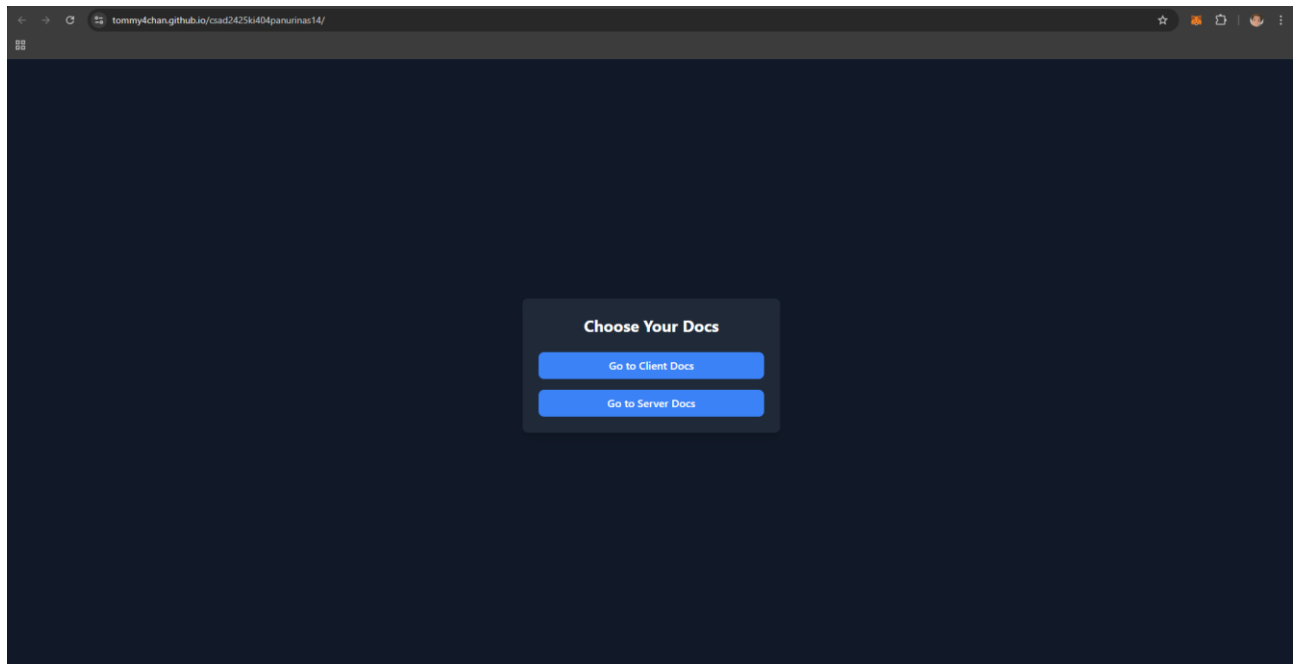 tommy4chan.github.io/csad2425ki404panurinas14/
Choose Your Docs
Go to Client Docs
Go to Server Docs